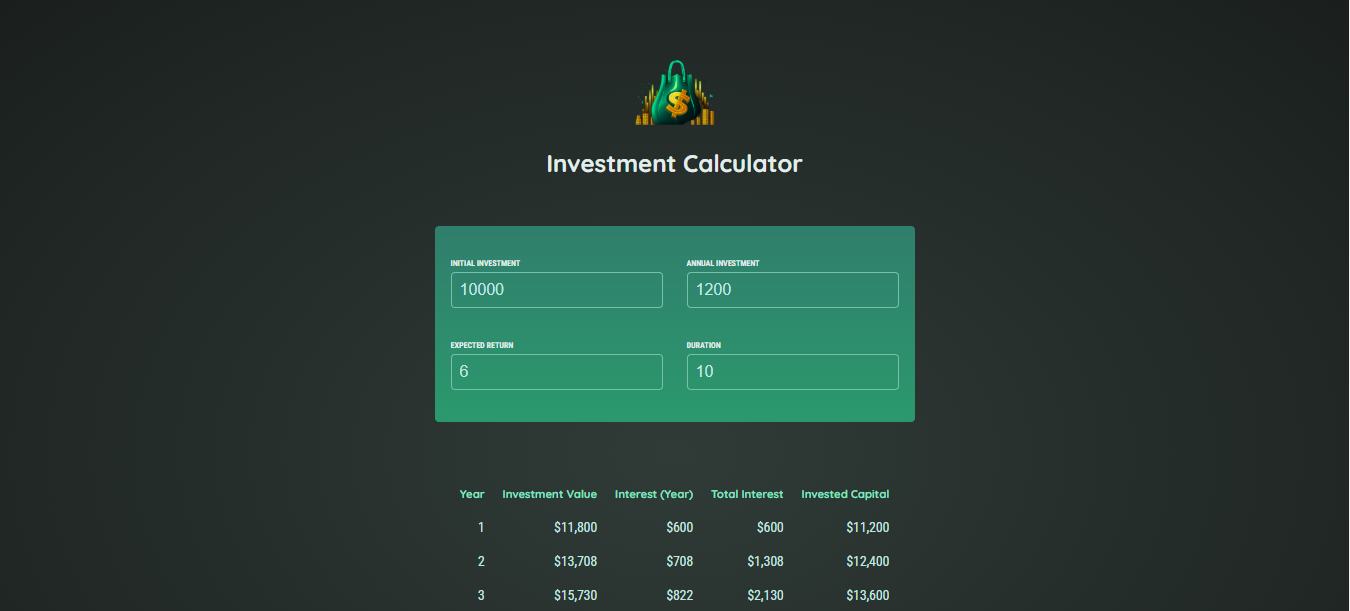 $
Investment Calculator
INITIAL INVESTMENT ANNUAL INVESTMENT
10000 1200
EXPECTED RETURN DURATION
6 10
Year Investment Value Interest (Year) Total Interest Invested Capital
1 $11,800 $600 $600 $11,200
2 $13,708 $708 $1,308 $12,400
3 $15,730 $822 $2,130 $13,600